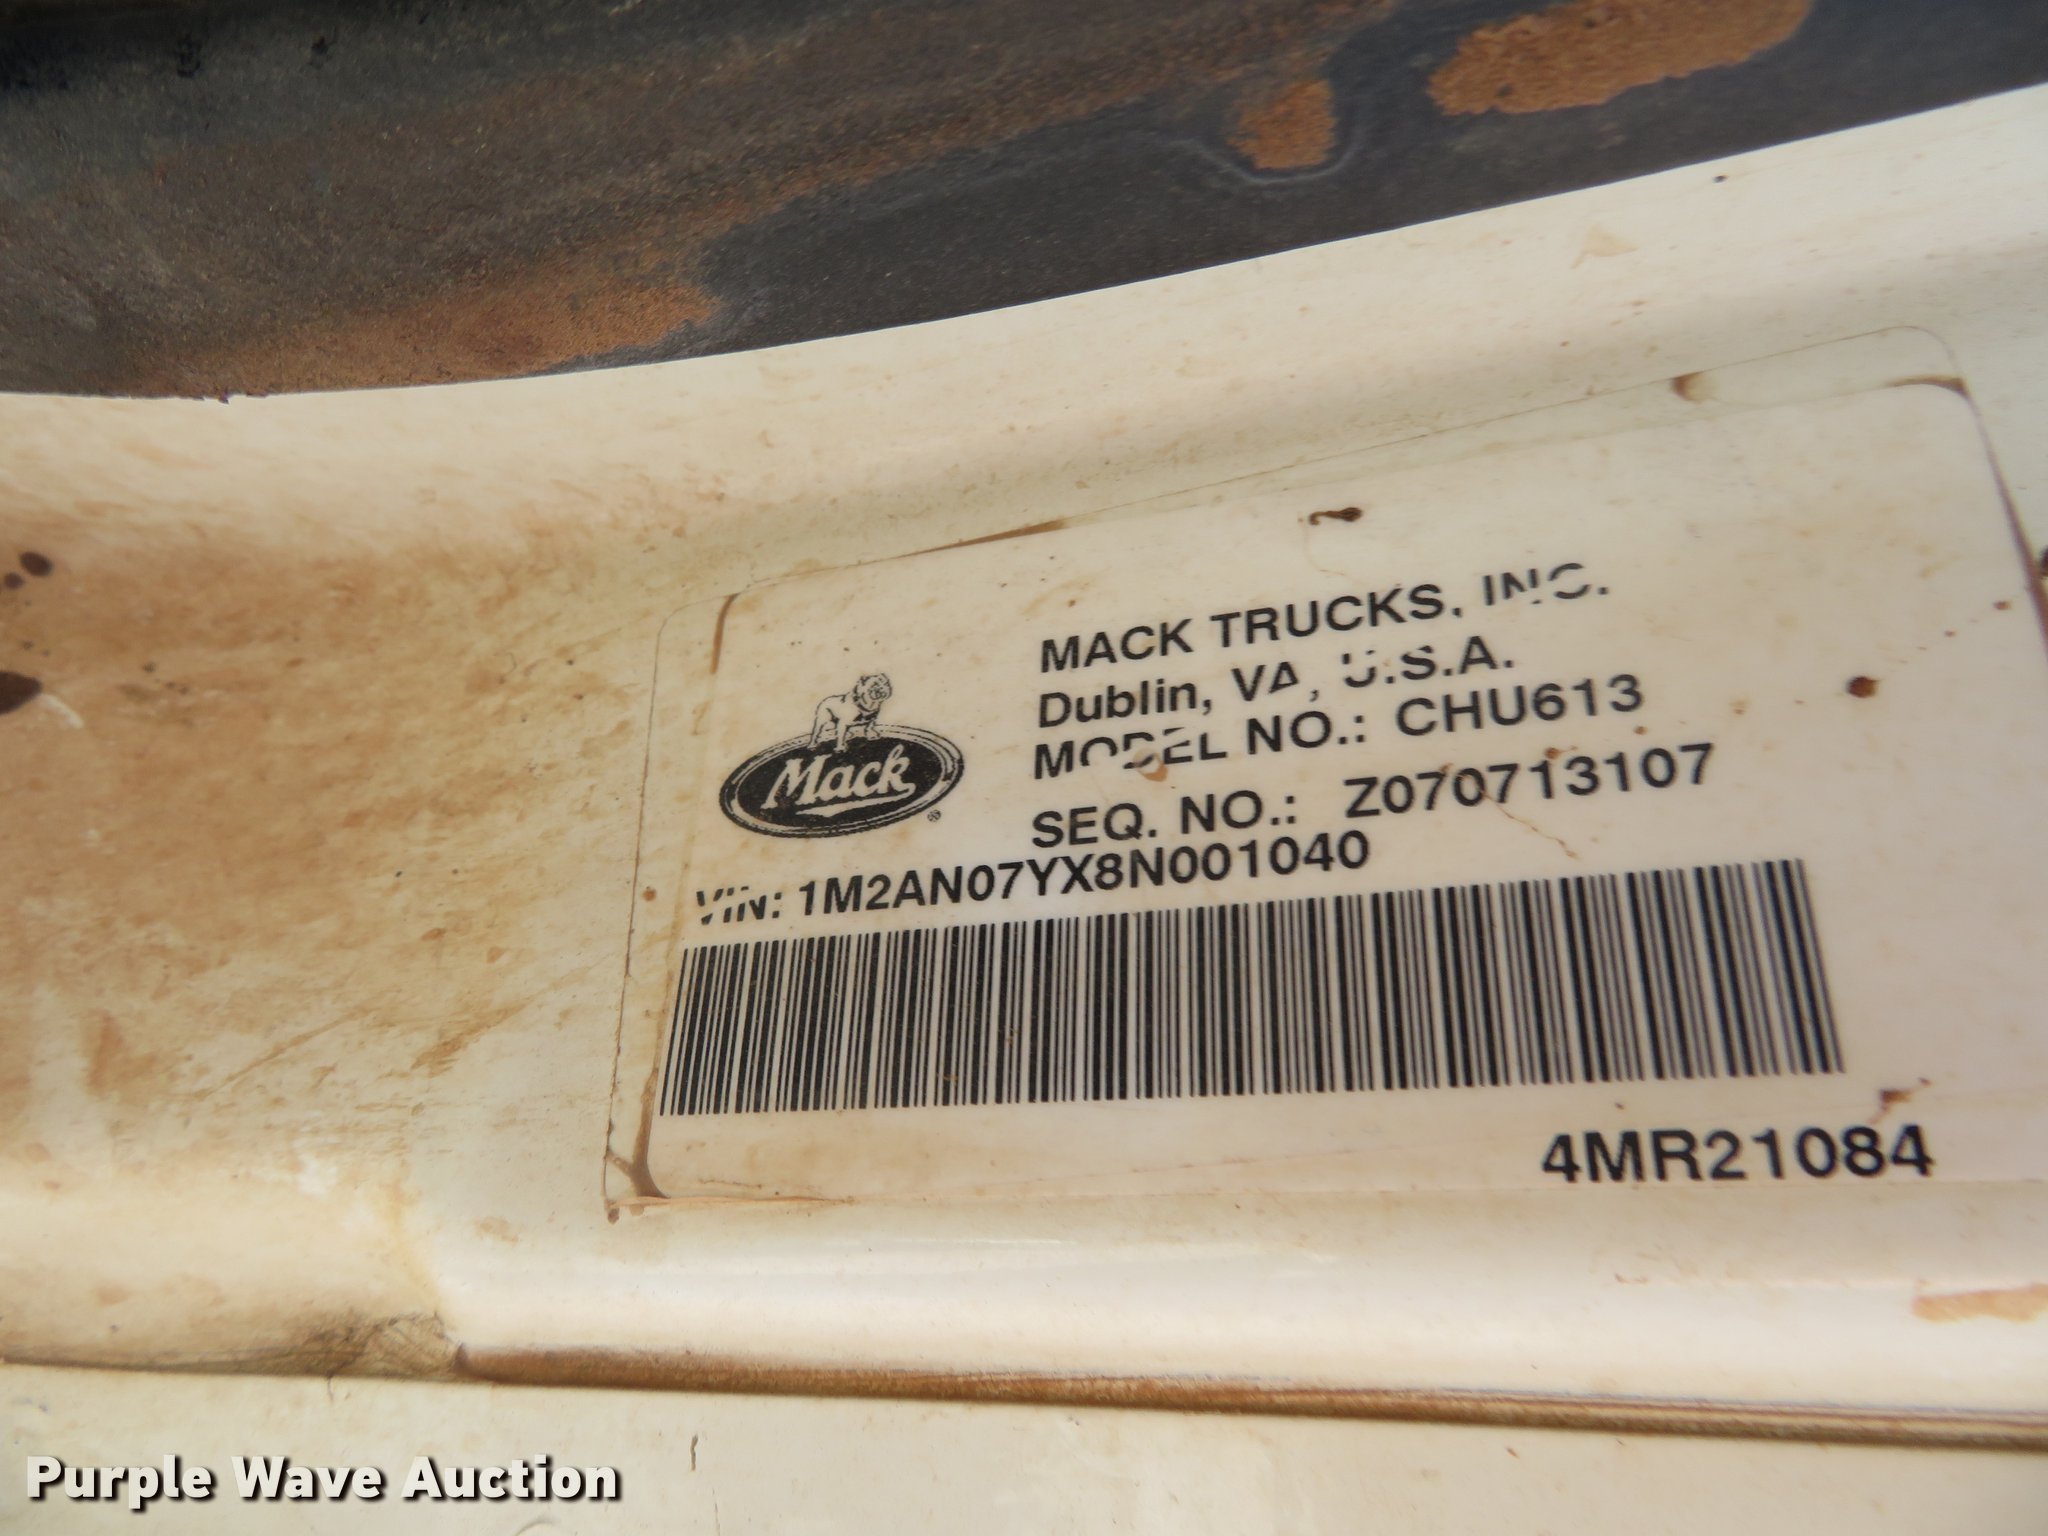 MACK TRUCKS, INC.
Dublin, VA, U.S.A.
MODEL NO.: CHU613
SEQ. NO.: Z070713107
Mack
VIN: 1M2AN07YX8N001040
4MR21084
Purple Wave Auction